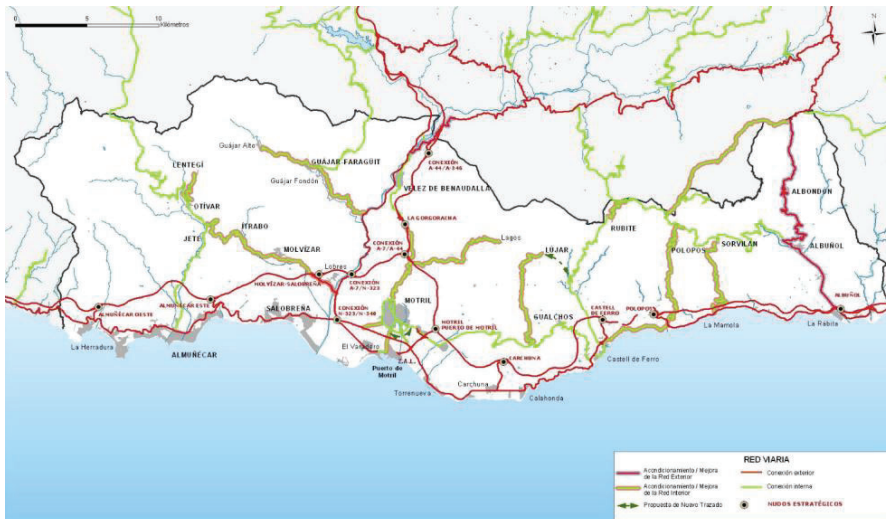 0 5 10
Kilómetros
N
LENTEGÍ
Guájar Alto
GUÁJAR-FARAGÜIT
Guájar Fondón
CONEXIÓN
A-44/A-346
VELEZ DE BENAUDALLA
OTÍVAR
ALBONDÓN
LA GORGORACHA
JETE
ITRABO
RUBITE
MOLVÍZAR
CONEXIÓN
A-7/A-44
Lagos
LÚJAR
POLOPOS
SORVILÁN
ALBUÑOL
Lobres
MOLVÍZAR-SALOBREÑA
CONEXIÓN
A-7/N-323
ALMUÑÉCAR ESTE
ALMUÑÉCAR OESTE
SALOBREÑA
CONEXIÓN
N-323/N-340
MOTRIL
MOTRIL
PUERTO DE MOTRIL
GUALCHOS
CASTELL
DE FERRO
POLOPOS
ALBUÑOL
La Mamola
La Rábita
La Herradura
ALMUÑÉCAR
El Varadero
Z.A.L.
Puerto de
Motril
CARCHUNA
Castell de Ferro
Carchuna
Torrenueva
Calahonda
RED VIARIA
Acondicionamiento / Mejora
de la Red Exterior
Conexión exterior
Acondicionamiento / Mejora
de la Red Interior
Conexión interna
Propuesta de Nuevo Trazado
NUDOS ESTRATÉGICOS